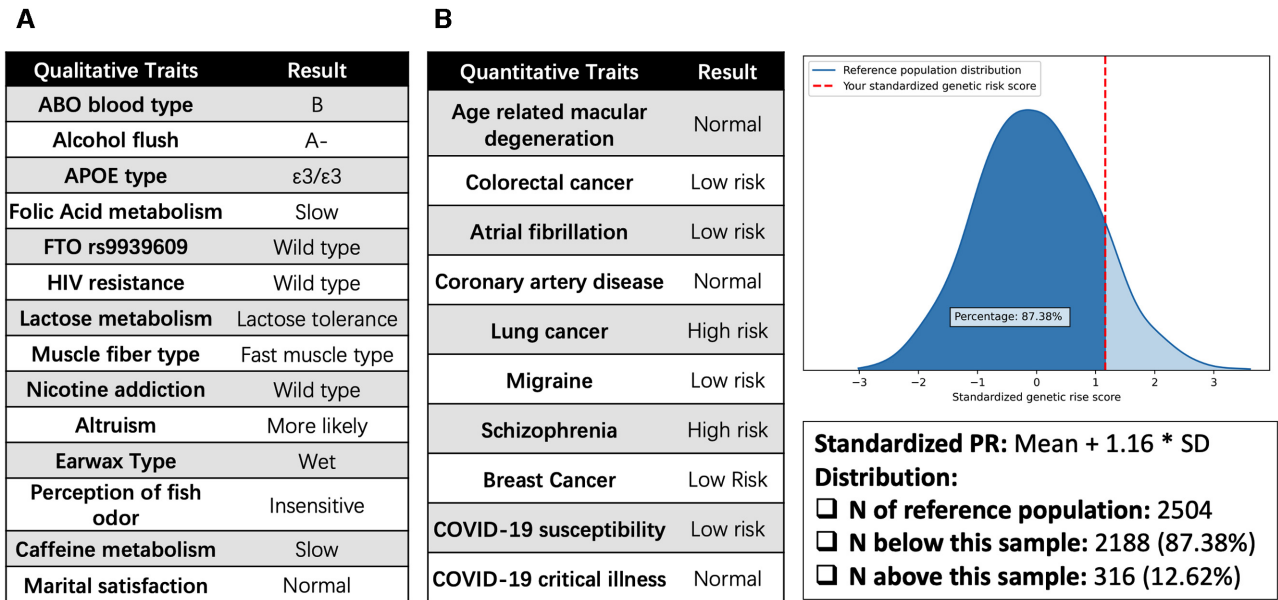 A
Qualitative Traits Result
ABO blood type B
Alcohol flush A-
APOE type ε3/ε3
Folic Acid metabolism Slow
FTO rs9939609 Wild type
HIV resistance Wild type
Lactose metabolism Lactose tolerance
Muscle fiber type Fast muscle type
Nicotine addiction Wild type
Altruism More likely
Earwax Type Wet
Perception of fish
odor Insensitive
Caffeine metabolism Slow
Marital satisfaction Normal
B
Quantitative Traits Result
Age related macular
degeneration Normal
Colorectal cancer Low risk
Atrial fibrillation Low risk
Coronary artery disease Normal
Lung cancer High risk
Migraine Low risk
Schizophrenia High risk
Breast Cancer Low Risk
COVID-19 susceptibility Low risk
COVID-19 critical illness Normal
Reference population distribution
Your standardized genetic risk score
Percentage: 87.38%
−3 −2 −1 0 1 2 3
Standardized genetic rise score
Standardized PR: Mean + 1.16 * SD
Distribution:
❑ N of reference population: 2504
❑ N below this sample: 2188 (87.38%)
❑ N above this sample: 316 (12.62%)